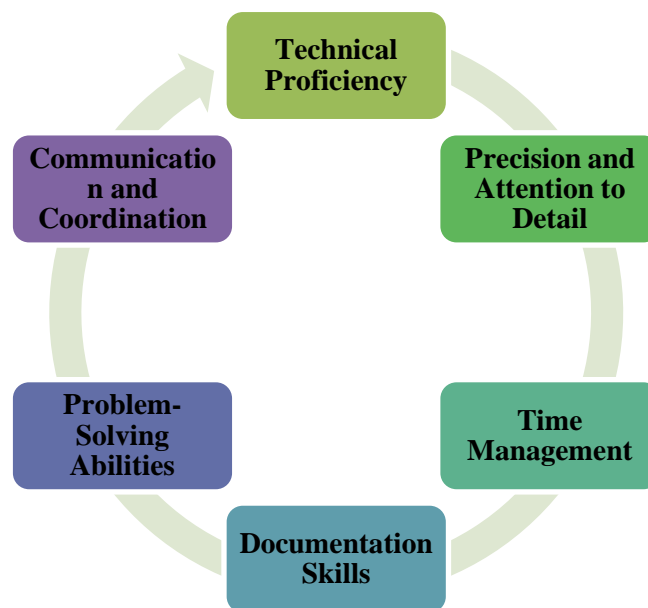 Technical
Proficiency
Precision and
Attention to
Detail
Time
Management
Documentation
Skills
Problem-
Solving
Abilities
Communicatio
n and
Coordination